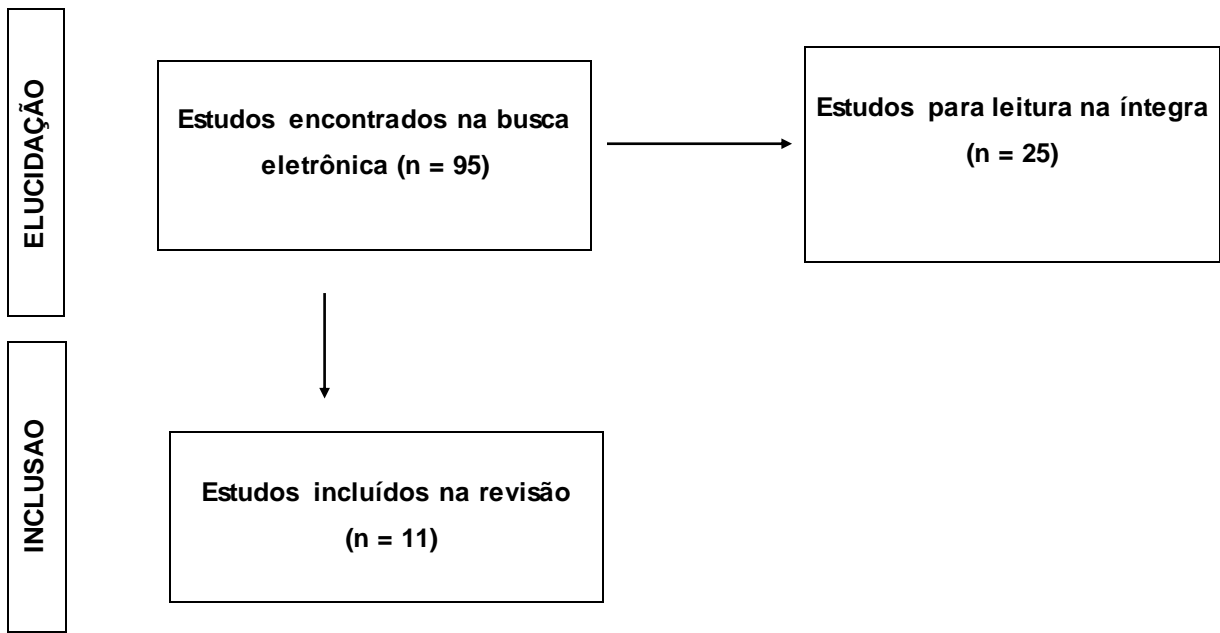 ELUCIDAÇÃO
Estudos encontrados na busca
eletrônica (n = 95)
Estudos para leitura na íntegra
(n = 25)
INCLUSAO
Estudos incluídos na revisão
(n = 11)